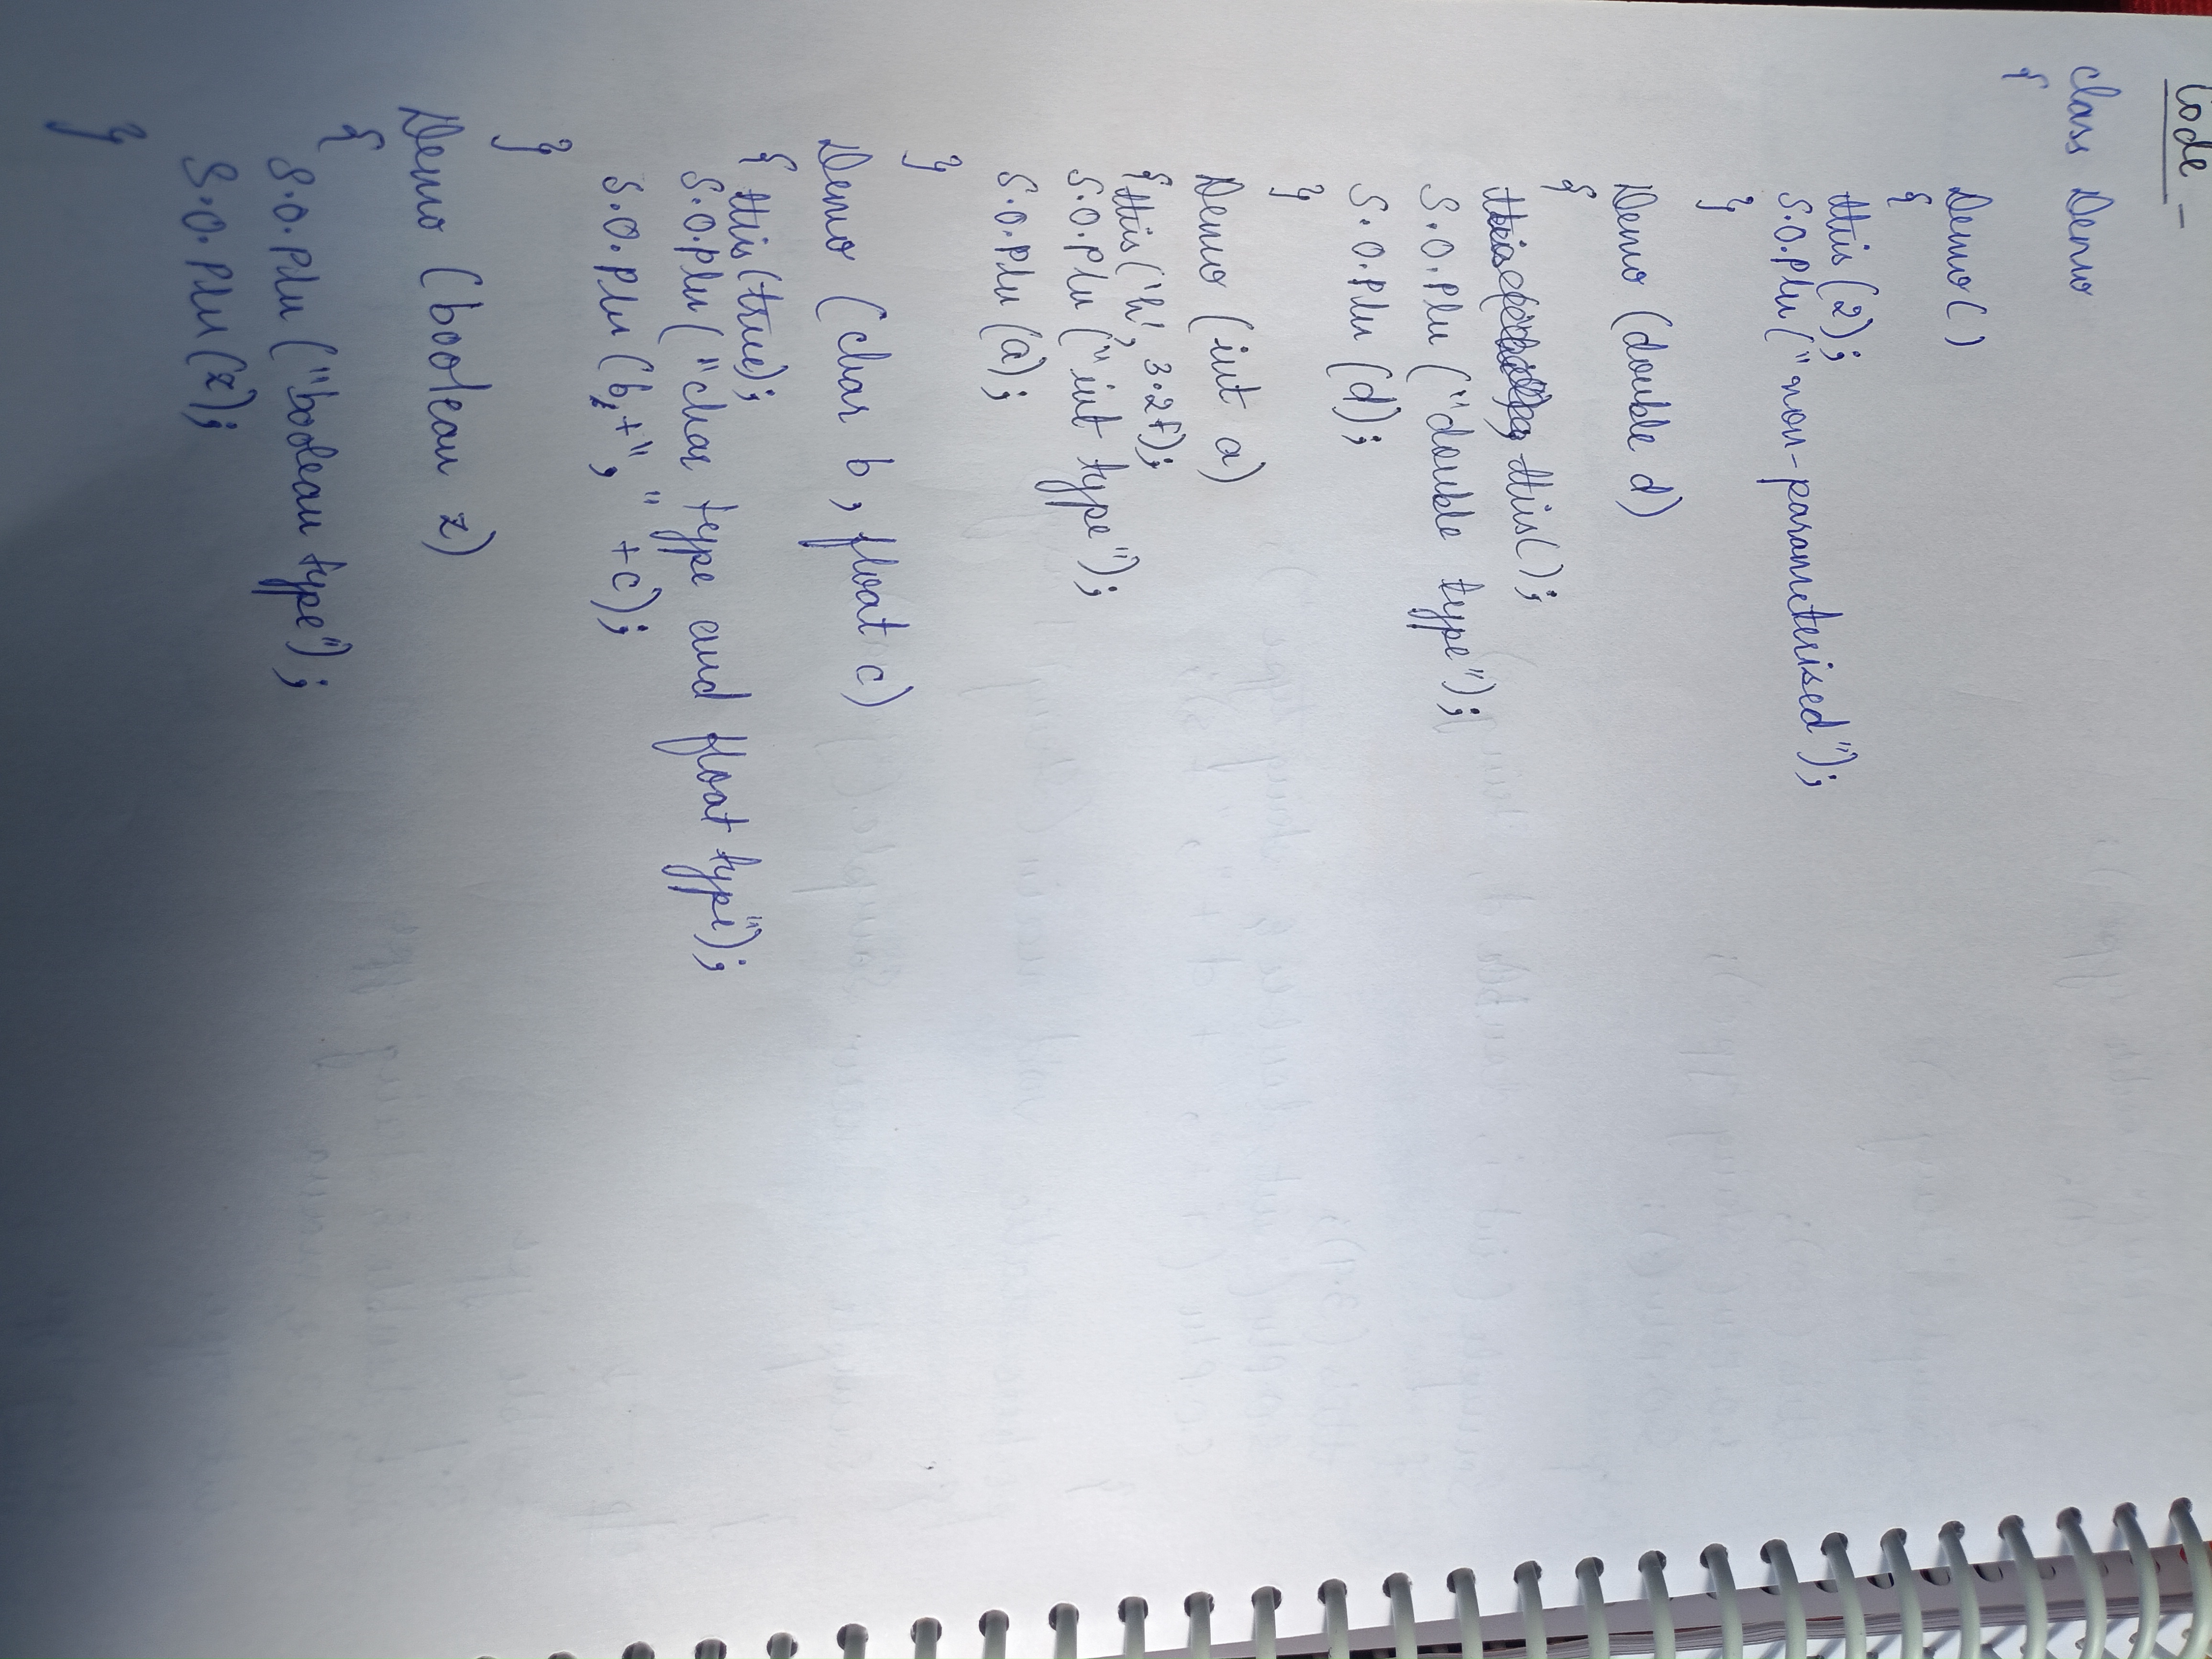 Code -
class Demo
{
Demo()
{
this(2);
S.O.Pln("non-parameterised");
}
Demo (double d)
{
this();
S.O.Pln ("double type");
S.O.Pln (d);
}
Demo (int a)
{this('h', 3.2f);
S.O.Pln ("int type");
S.O.Pln (a);
}
Demo (char b, float c)
{ this(true);
S.O.Pln ("char type and float type");
S.O.Pln (b,+"," +c);
}
Demo (boolean z)
{
S.O.Pln ("boolean type");
S.O.Pln (z);
}